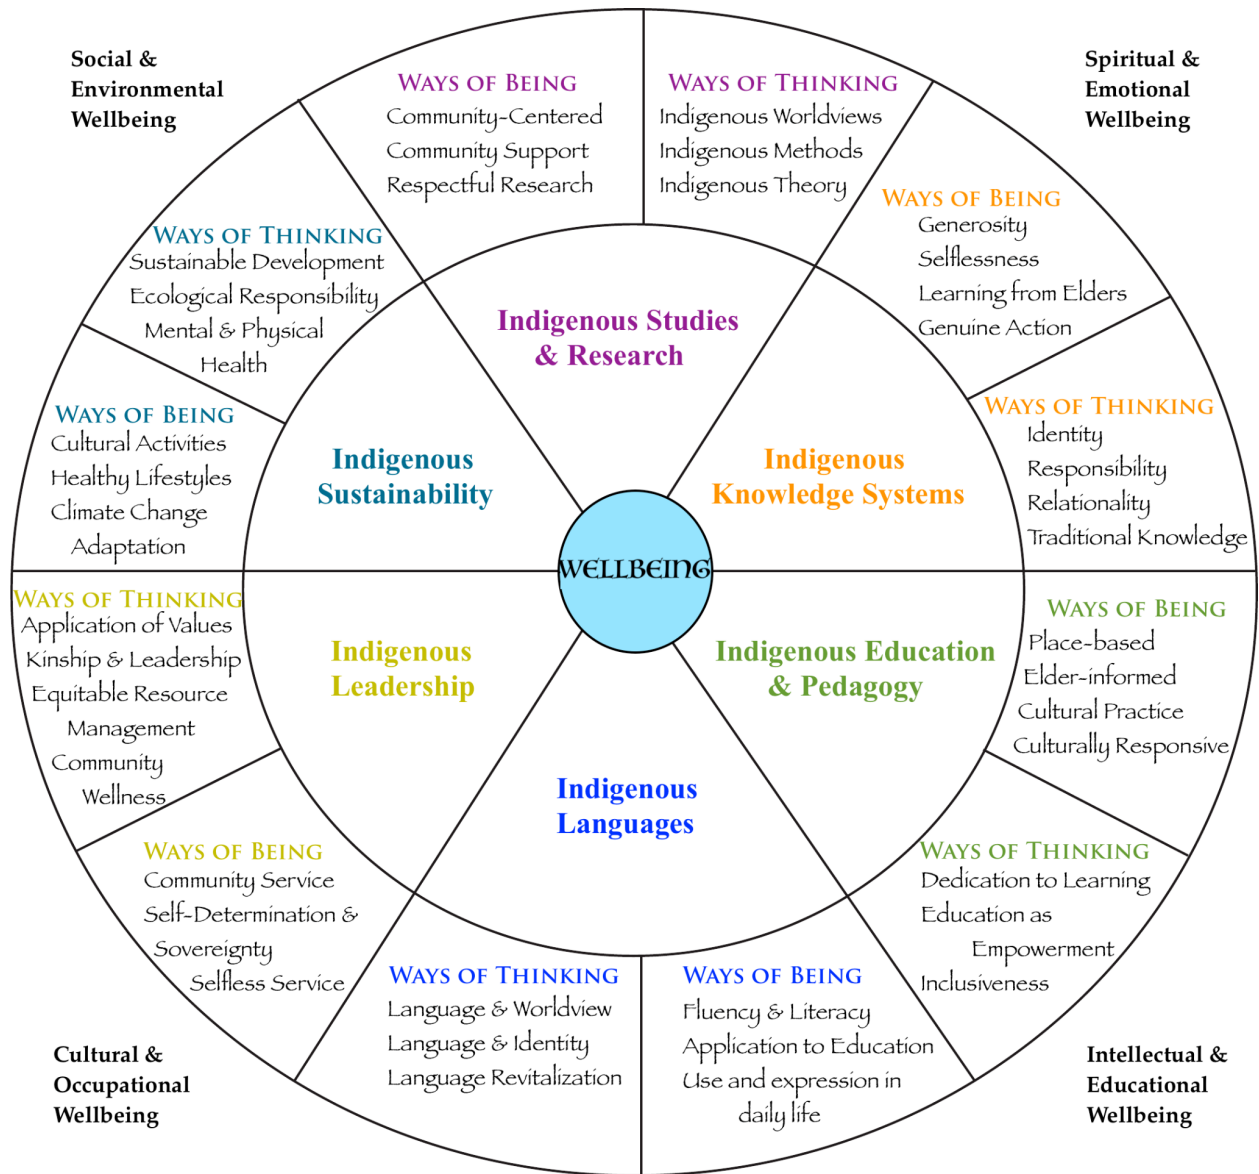 Social &
Environmental
Wellbeing
Spiritual &
Emotional
Wellbeing
WAYS OF BEING
Community-Centered
Community Support
Respectful Research
WAYS OF THINKING
Indigenous Worldviews
Indigenous Methods
Indigenous Theory
WAYS OF BEING
Generosity
Selflessness
Learning from Elders
Genuine Action
WAYS OF THINKING
Identity
Responsibility
Relationality
Traditional Knowledge
WAYS OF THINKING
Sustainable Development
Ecological Responsibility
Mental & Physical
Health
WAYS OF BEING
Cultural Activities
Healthy Lifestyles
Climate Change
Adaptation
Indigenous Studies
& Research
Indigenous
Sustainability
Indigenous
Knowledge Systems
WELLBEING
Indigenous
Leadership
Indigenous Education
& Pedagogy
Indigenous
Languages
WAYS OF THINKING
Application of Values
Kinship & Leadership
Equitable Resource
Management
Community
Wellness
WAYS OF BEING
Community Service
Self-Determination &
Sovereignty
Selfless Service
WAYS OF THINKING
Language & Worldview
Language & Identity
Language Revitalization
WAYS OF BEING
Fluency & Literacy
Application to Education
Use and expression in
daily life
WAYS OF BEING
Place-based
Elder-informed
Cultural Practice
Culturally Responsive
WAYS OF THINKING
Dedication to Learning
Education as
Empowerment
Inclusiveness
Cultural &
Occupational
Wellbeing
Intellectual &
Educational
Wellbeing